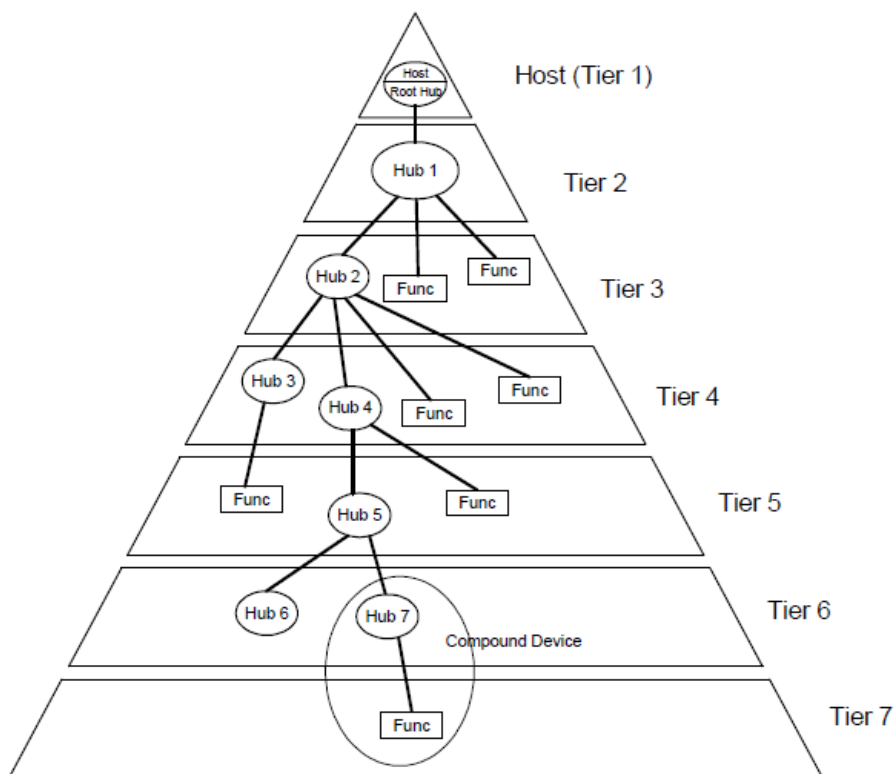 Host
Root Hub
Host (Tier 1)
Hub 1
Tier 2
Hub 2
Func
Func
Tier 3
Hub 3
Hub 4
Func
Func
Tier 4
Func
Hub 5
Func
Tier 5
Hub 6
Hub 7
Compound Device
Tier 6
Func
Tier 7